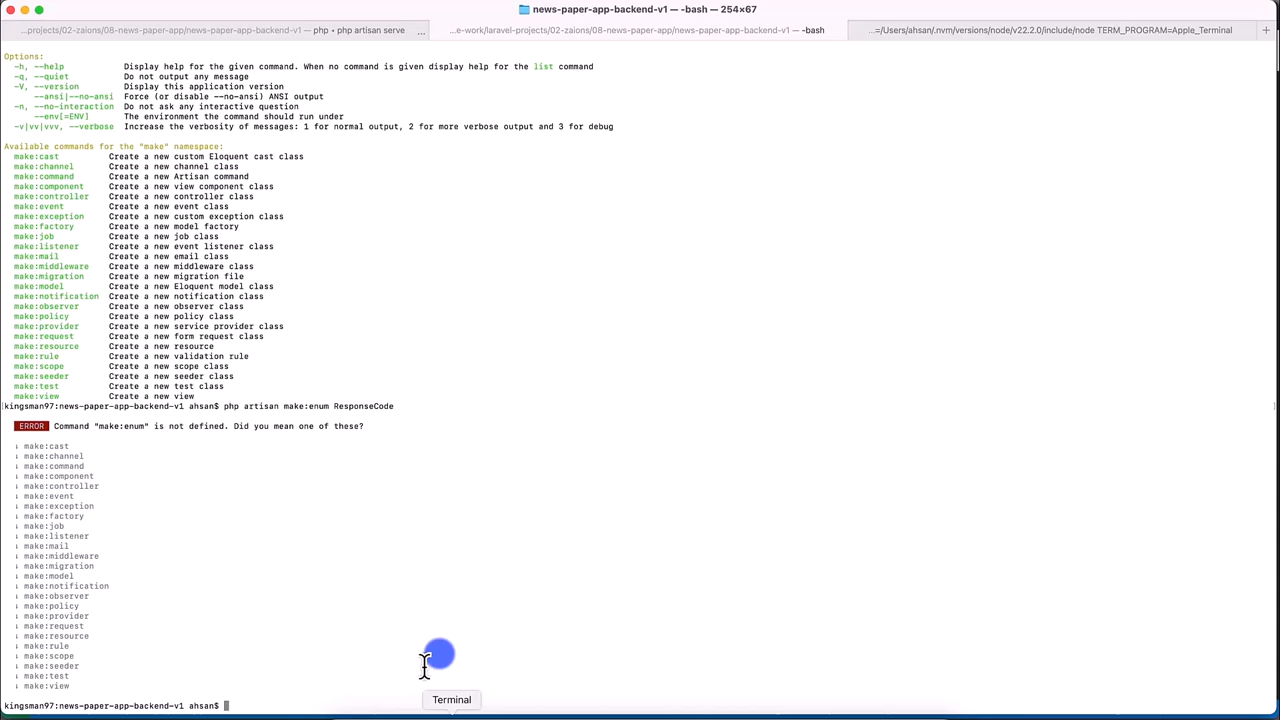 news-paper-app-backend-v1 — -bash — 254×67
...projects/02-zaions/08-news-paper-app/news-paper-app-backend-v1 — php • php artisan serve ...
...e-work/laravel-projects/02-zaions/08-news-paper-app/news-paper-app-backend-v1 — -bash
...=/Users/ahsan/.nvm/versions/node/v22.2.0/include/node TERM_PROGRAM=Apple_Terminal +
Options:
-h, --help Display help for the given command. When no command is given display help for the list command
-q, --quiet Do not output any message
-V, --version Display this application version
--ansi|--no-ansi Force (or disable --no-ansi) ANSI output
-n, --no-interaction Do not ask any interactive question
--env[=ENV] The environment the command should run under
-v|vv|vvv, --verbose Increase the verbosity of messages: 1 for normal output, 2 for more verbose output and 3 for debug
Available commands for the "make" namespace:
make:cast Create a new custom Eloquent cast class
make:channel Create a new channel class
make:command Create a new Artisan command
make:component Create a new view component class
make:controller Create a new controller class
make:event Create a new event class
make:exception Create a new custom exception class
make:factory Create a new model factory
make:job Create a new job class
make:listener Create a new event listener class
make:mail Create a new email class
make:middleware Create a new middleware class
make:migration Create a new migration file
make:model Create a new Eloquent model class
make:notification Create a new notification class
make:observer Create a new observer class
make:policy Create a new policy class
make:provider Create a new service provider class
make:request Create a new form request class
make:resource Create a new resource
make:rule Create a new validation rule
make:scope Create a new scope class
make:seeder Create a new seeder class
make:test Create a new test class
make:view Create a new view
kingsman97:news-paper-app-backend-v1 ahsan$ php artisan make:enum ResponseCode
ERROR Command "make:enum" is not defined. Did you mean one of these?
⇂ make:cast
⇂ make:channel
⇂ make:command
⇂ make:component
⇂ make:controller
⇂ make:event
⇂ make:exception
⇂ make:factory
⇂ make:job
⇂ make:listener
⇂ make:mail
⇂ make:middleware
⇂ make:migration
⇂ make:model
⇂ make:notification
⇂ make:observer
⇂ make:policy
⇂ make:provider
⇂ make:request
⇂ make:resource
⇂ make:rule
⇂ make:scope
⇂ make:seeder
⇂ make:test
⇂ make:view
kingsman97:news-paper-app-backend-v1 ahsan$
Terminal